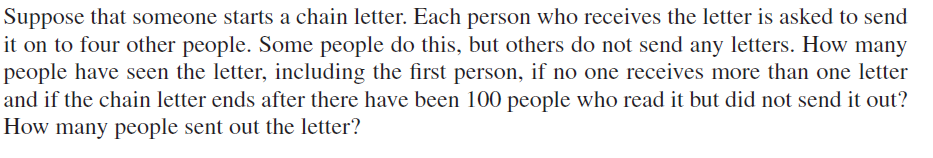 Suppose that someone starts a chain letter. Each person who receives the letter is asked to send
it on to four other people. Some people do this, but others do not send any letters. How many
people have seen the letter, including the first person, if no one receives more than one letter
and if the chain letter ends after there have been 100 people who read it but did not send it out?
How many people sent out the letter?